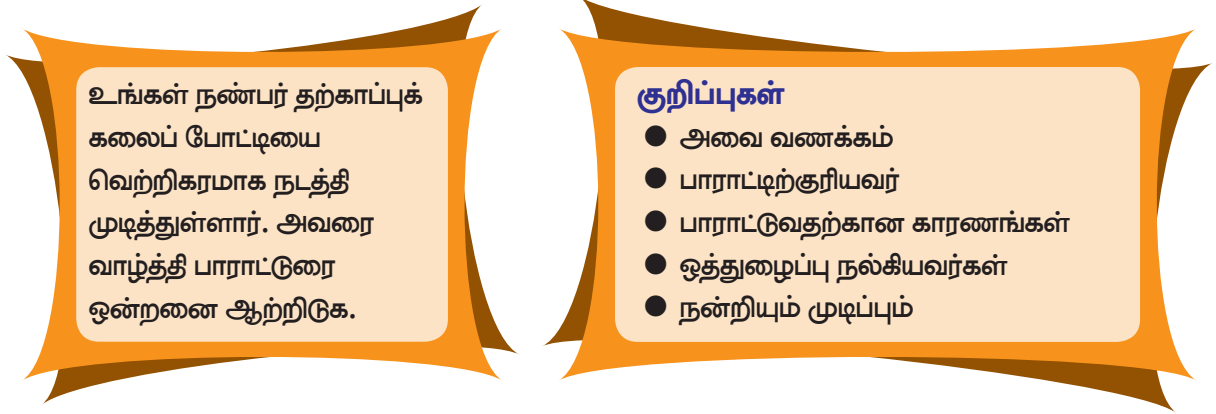 உங்கள் நண்பர் தற்காப்புக்
கலைப் போட்டியை
வெற்றிகரமாக நடத்தி
முடித்துள்ளார். அவரை
வாழ்த்தி பாராட்டுரை
ஒன்றனை ஆற்றிடுக.
குறிப்புகள்
● அவை வணக்கம்
● பாராட்டிற்குரியவர்
● பாராட்டுவதற்கான காரணங்கள்
● ஒத்துழைப்பு நல்கியவர்கள்
● நன்றியும் முடிப்பும்